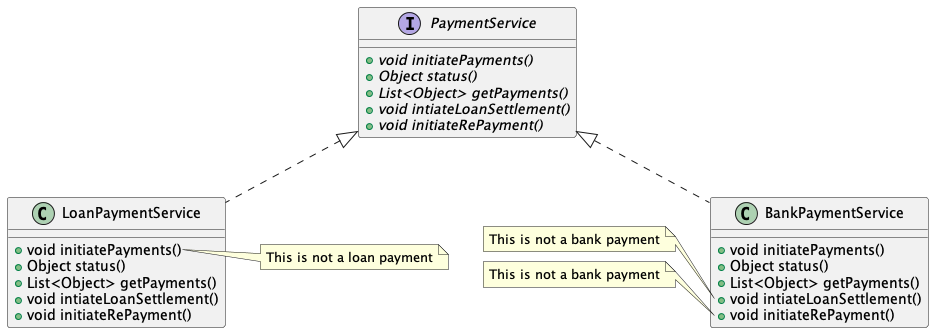 I PaymentService
void initiatePayments()
Object status()
List<Object> getPayments()
void intiateLoanSettlement()
void initiateRePayment()
C LoanPaymentService
void initiatePayments()
Object status()
List<Object> getPayments()
void intiateLoanSettlement()
void initiateRePayment()
This is not a loan payment
This is not a bank payment
This is not a bank payment
C BankPaymentService
void initiatePayments()
Object status()
List<Object> getPayments()
void intiateLoanSettlement()
void initiateRePayment()